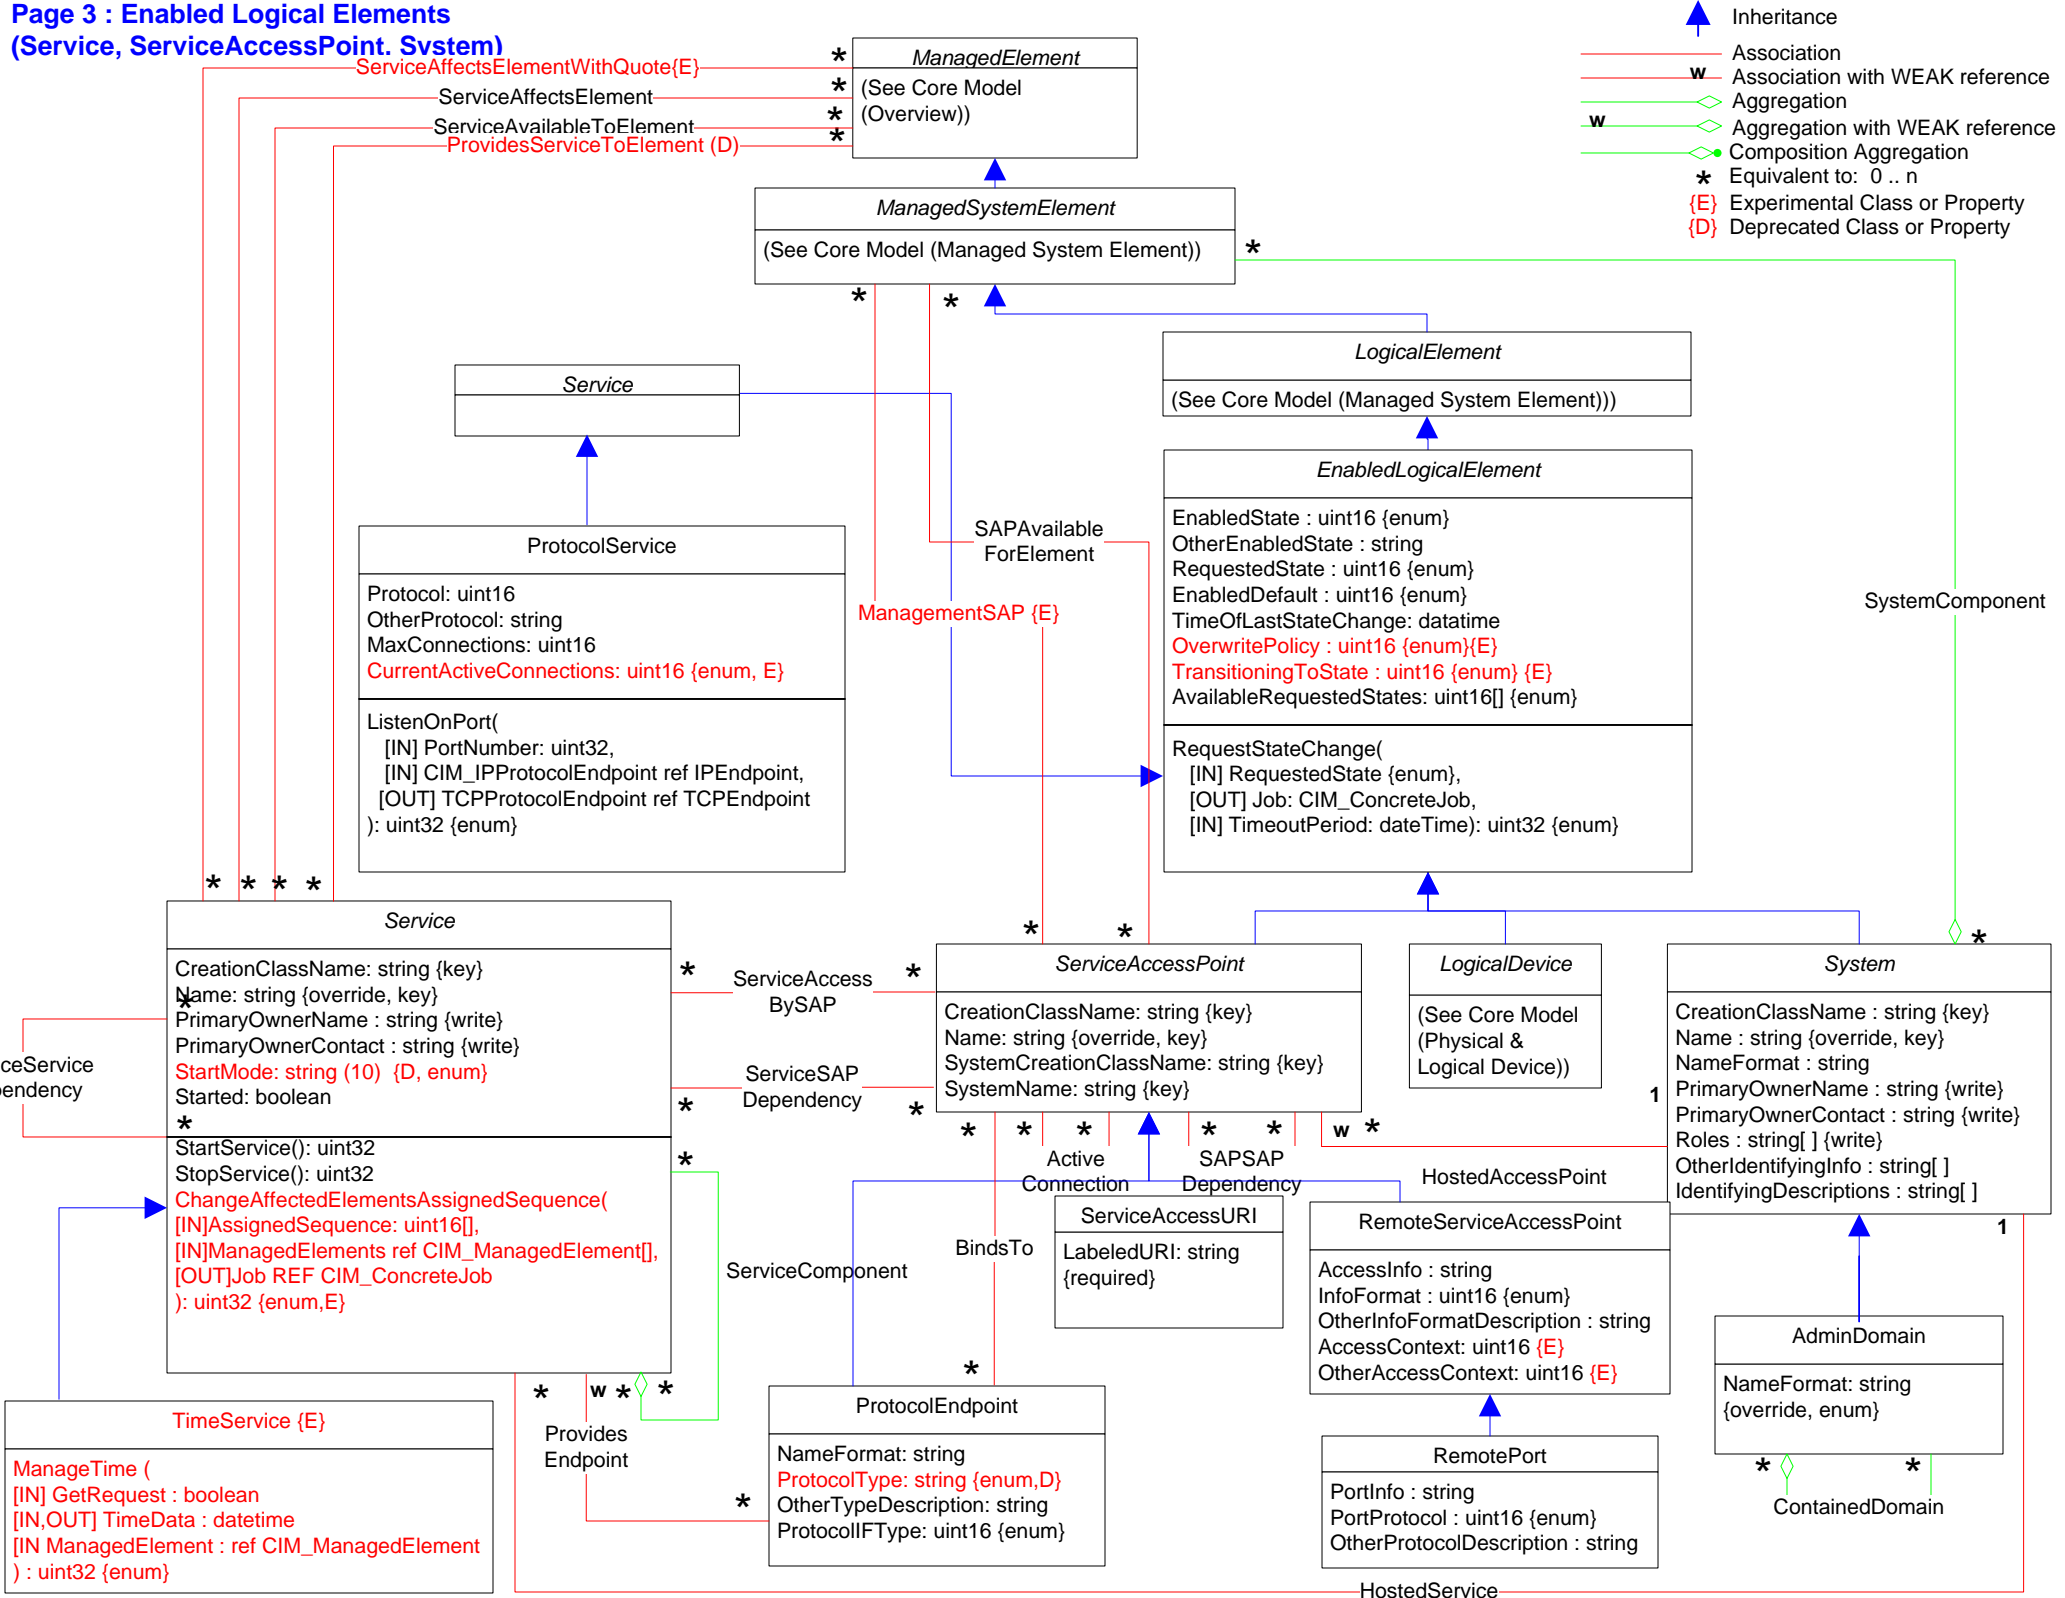 Page 3 : Enabled Logical Elements
(Service, ServiceAccessPoint, System)
Inheritance
Association
w
Association with WEAK reference
Aggregation
w
Aggregation with WEAK reference
Composition Aggregation
* Equivalent to: 0 .. n
{E} Experimental Class or Property
{D} Deprecated Class or Property
ServiceAffectsElementWithQuote{E}
*
ServiceAffectsElement
*
ServiceAvailableToElement
*
ProvidesServiceToElement (D)
*
ManagedElement
(See Core Model
(Overview))
ManagedSystemElement
(See Core Model (Managed System Element))
*
*
*
LogicalElement
(See Core Model (Managed System Element)))
Service
EnabledLogicalElement
EnabledState : uint16 {enum}
OtherEnabledState : string
RequestedState : uint16 {enum}
EnabledDefault : uint16 {enum}
TimeOfLastStateChange: datatime
OverwritePolicy : uint16 {enum}{E}
TransitioningToState : uint16 {enum} {E}
AvailableRequestedStates: uint16[] {enum}
RequestStateChange(
[IN] RequestedState {enum},
[OUT] Job: CIM_ConcreteJob,
[IN] TimeoutPeriod: dateTime): uint32 {enum}
SAPAvailable
ForElement
ManagementSAP {E}
SystemComponent
ProtocolService
Protocol: uint16
OtherProtocol: string
MaxConnections: uint16
CurrentActiveConnections: uint16 {enum, E}
ListenOnPort(
[IN] PortNumber: uint32,
[IN] CIM_IPProtocolEndpoint ref IPEndpoint,
[OUT] TCPProtocolEndpoint ref TCPEndpoint
): uint32 {enum}
* * * *
Service
CreationClassName: string {key}
Name: string {override, key}
*
PrimaryOwnerName : string {write}
PrimaryOwnerContact : string {write}
StartMode: string (10) {D, enum}
Started: boolean
*
StartService(): uint32
StopService(): uint32
ChangeAffectedElementsAssignedSequence(
[IN]AssignedSequence: uint16[],
[IN]ManagedElements ref CIM_ManagedElement[],
[OUT]Job REF CIM_ConcreteJob
): uint32 {enum,E}
ceService
endency
* *
ServiceAccess
BySAP
ServiceSAP
Dependency
* *
*
ServiceComponent
* *
ServiceAccessPoint
CreationClassName: string {key}
Name: string {override, key}
SystemCreationClassName: string {key}
SystemName: string {key}
LogicalDevice
(See Core Model
(Physical &
Logical Device))
*
System
CreationClassName : string {key}
Name : string {override, key}
NameFormat : string
PrimaryOwnerName : string {write}
PrimaryOwnerContact : string {write}
Roles : string[ ] {write}
OtherIdentifyingInfo : string[ ]
IdentifyingDescriptions : string[ ]
1
1
* * * * * w *
Active
Connection
SAPSAP
Dependency
HostedAccessPoint
BindsTo
*
ServiceAccessURI
LabeledURI: string
{required}
RemoteServiceAccessPoint
AccessInfo : string
InfoFormat : uint16 {enum}
OtherInfoFormatDescription : string
AccessContext: uint16 {E}
OtherAccessContext: uint16 {E}
AdminDomain
NameFormat: string
{override, enum}
* *
ContainedDomain
TimeService {E}
ManageTime (
[IN] GetRequest : boolean
[IN,OUT] TimeData : datetime
[IN ManagedElement : ref CIM_ManagedElement
) : uint32 {enum}
* w * *
Provides
Endpoint
*
ProtocolEndpoint
NameFormat: string
ProtocolType: string {enum,D}
OtherTypeDescription: string
ProtocolIFType: uint16 {enum}
RemotePort
PortInfo : string
PortProtocol : uint16 {enum}
OtherProtocolDescription : string
HostedService